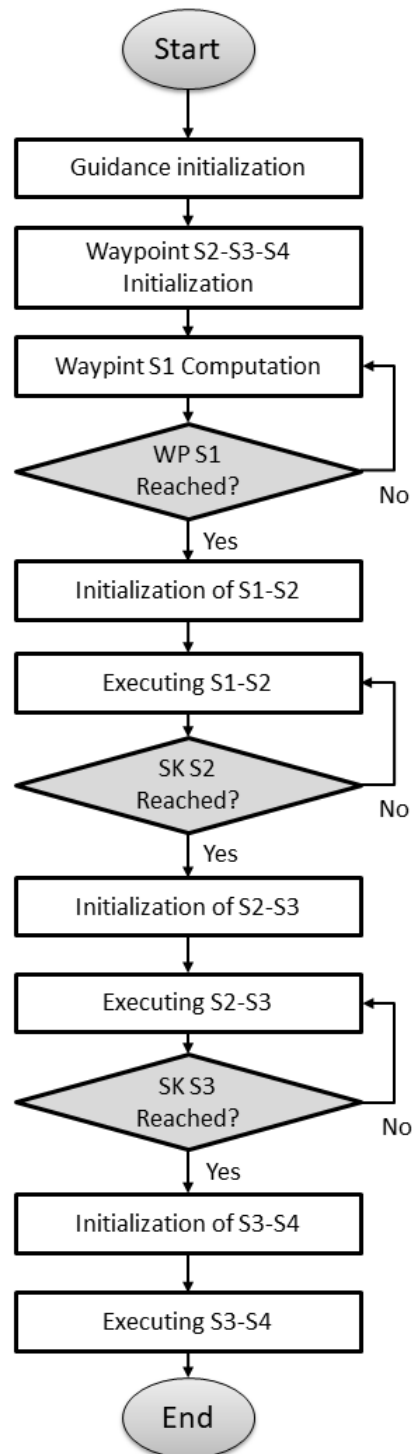 Start
Guidance initialization
Waypoint S2-S3-S4
Initialization
Waypint S1 Computation
WP S1
Reached?
No
Yes
Initialization of S1-S2
Executing S1-S2
SK S2
Reached?
No
Yes
Initialization of S2-S3
Executing S2-S3
SK S3
Reached?
No
Yes
Initialization of S3-S4
Executing S3-S4
End